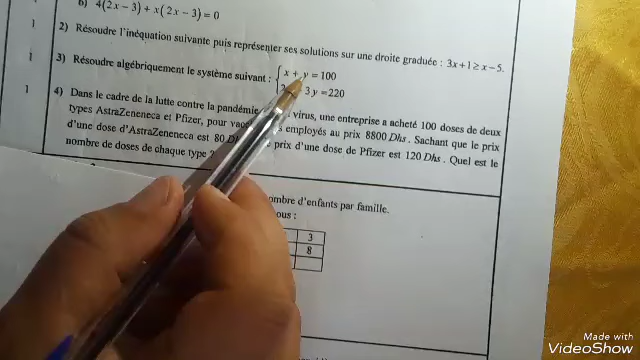 b) 4(2x − 3) + x(2x − 3) = 0
1 2) Résoudre l'inéquation suivante puis représenter ses solutions sur une droite graduée : 3x + 1 ≥ x − 5.
1 3) Résoudre algébriquement le système suivant : { x + y = 100
3y = 220
1 4) Dans le cadre de la lutte contre la pandémie virus, une entreprise a acheté 100 doses de deux
types AstraZeneneca et Pfizer, pour employés au prix 8800 Dhs. Sachant que le prix
d'une dose d'AstraZeneneca est 80 prix d'une dose de Pfizer est 120 Dhs. Quel est le
nombre de doses de chaque type ?
nombre d'enfants par famille.
ous :
3
8
Made with
VideoShow